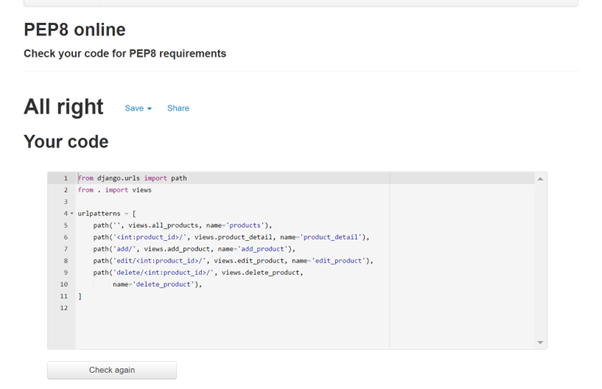 PEP8 online
Check your code for PEP8 requirements
All right Save Share
Your code
1 from django.urls import path
2 from . import views
3
4 urlpatterns = [
5     path('', views.all_products, name='products'),
6     path('<int:product_id>/', views.product_detail, name='product_detail'),
7     path('add/', views.add_product, name='add_product'),
8     path('edit/<int:product_id>/', views.edit_product, name='edit_product'),
9     path('delete/<int:product_id>/', views.delete_product,
10          name='delete_product'),
11 ]
12
Check again